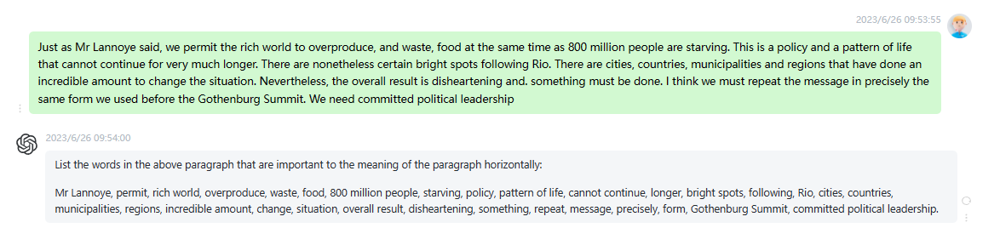 2023/6/26 09:53:55
Just as Mr Lannoye said, we permit the rich world to overproduce, and waste, food at the same time as 800 million people are starving. This is a policy and a pattern of life
that cannot continue for very much longer. There are nonetheless certain bright spots following Rio. There are cities, countries, municipalities and regions that have done an
incredible amount to change the situation. Nevertheless, the overall result is disheartening and. something must be done. I think we must repeat the message in precisely the
same form we used before the Gothenburg Summit. We need committed political leadership
2023/6/26 09:54:00
List the words in the above paragraph that are important to the meaning of the paragraph horizontally:
Mr Lannoye, permit, rich world, overproduce, waste, food, 800 million people, starving, policy, pattern of life, cannot continue, longer, bright spots, following, Rio, cities, countries,
municipalities, regions, incredible amount, change, situation, overall result, disheartening, something, repeat, message, precisely, form, Gothenburg Summit, committed political leadership.